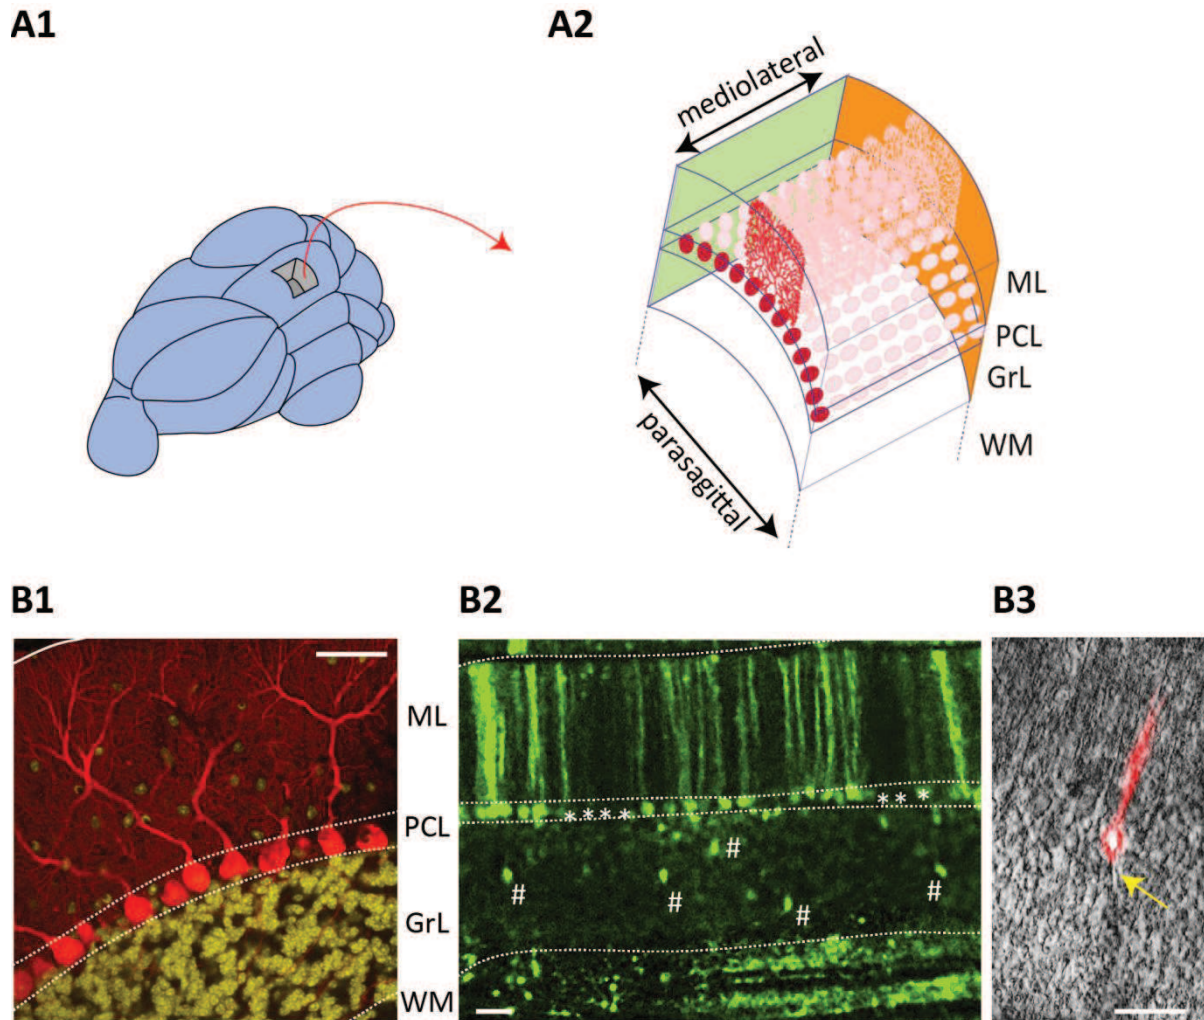 A1
A2
mediolateral
ML
PCL
GrL
WM
parasagittal
B1
B2
B3
ML
PCL
GrL
WM
* * * *
* * *
#
#
#
#
#